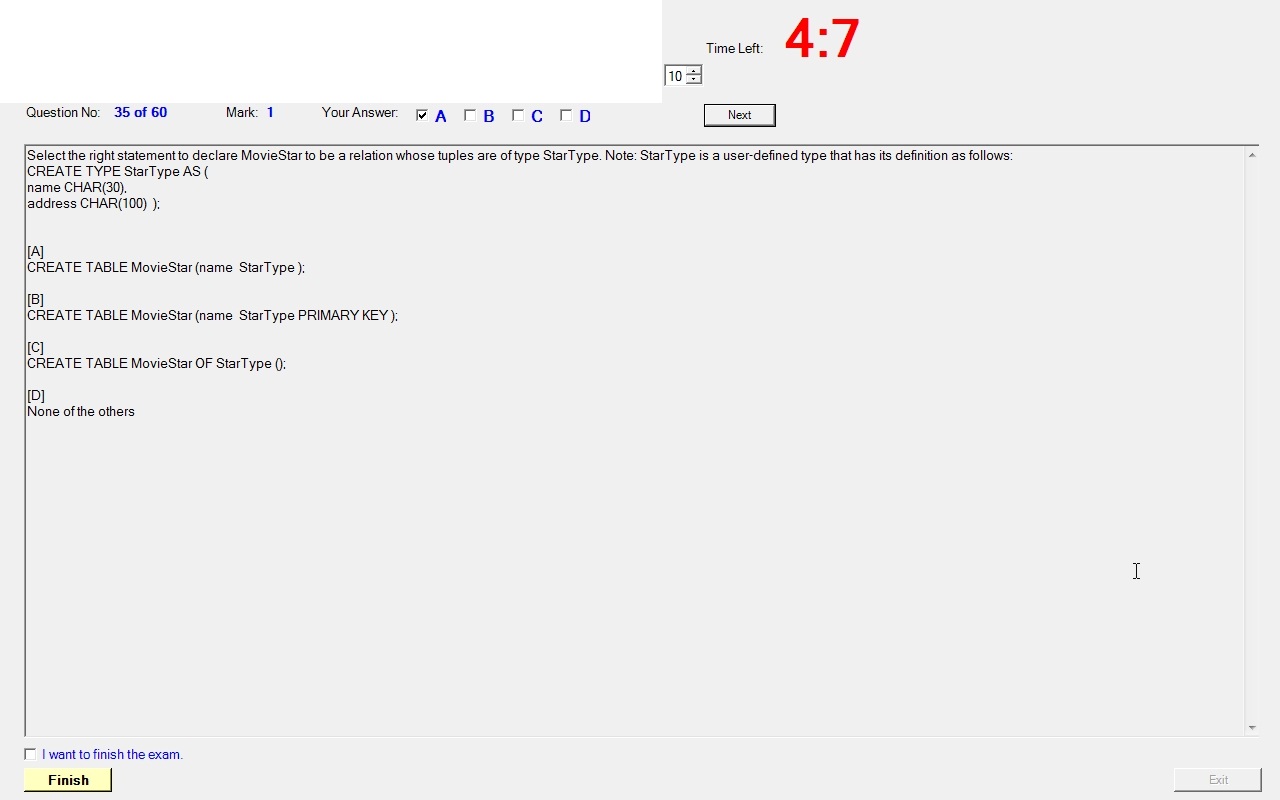 Time Left: 4:7
10
Question No: 35 of 60 Mark: 1 Your Answer: A B C D Next
Select the right statement to declare MovieStar to be a relation whose tuples are of type StarType. Note: StarType is a user-defined type that has its definition as follows:
CREATE TYPE StarType AS (
name CHAR(30),
address CHAR(100) );
[A]
CREATE TABLE MovieStar (name StarType );
[B]
CREATE TABLE MovieStar (name StarType PRIMARY KEY );
[C]
CREATE TABLE MovieStar OF StarType ();
[D]
None of the others
I want to finish the exam.
Finish Exit